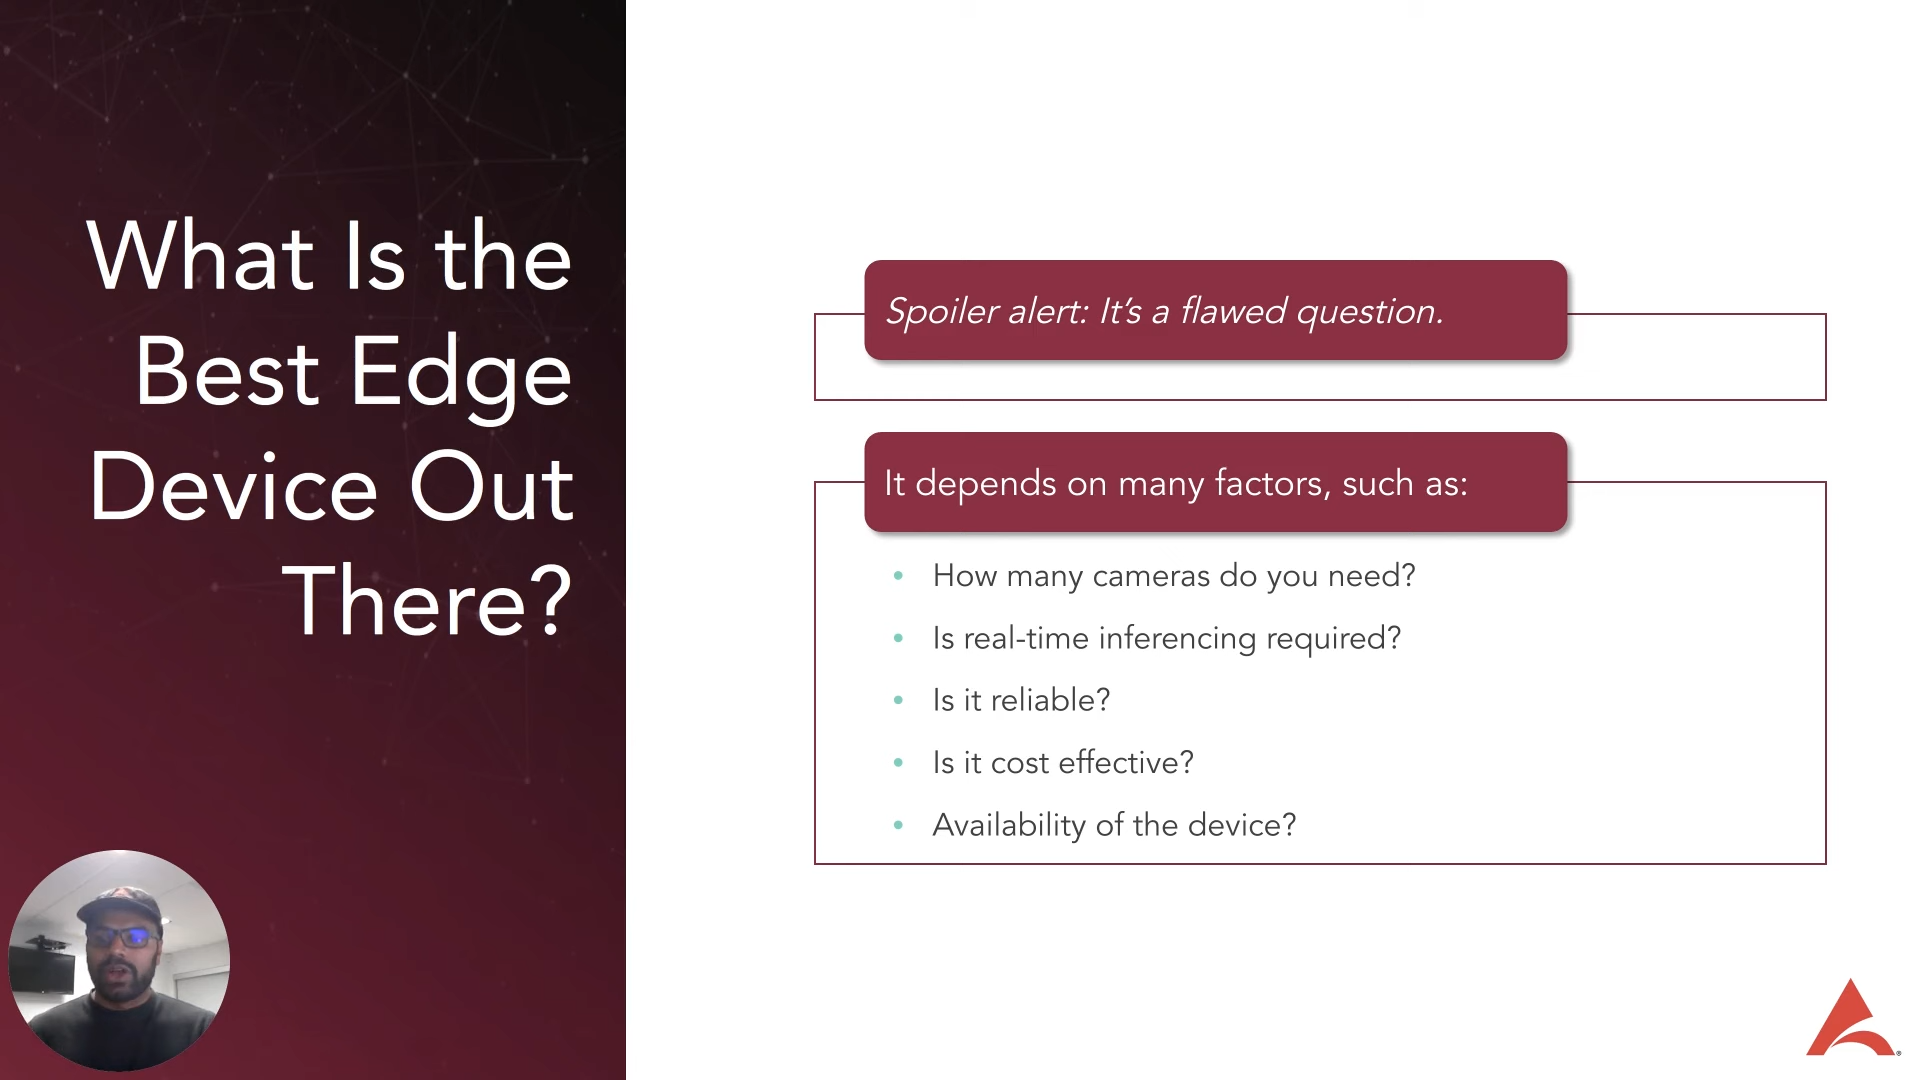 What Is the
Best Edge
Device Out
There?
Spoiler alert: It’s a flawed question.
It depends on many factors, such as:
• How many cameras do you need?
• Is real-time inferencing required?
• Is it reliable?
• Is it cost effective?
• Availability of the device?
®